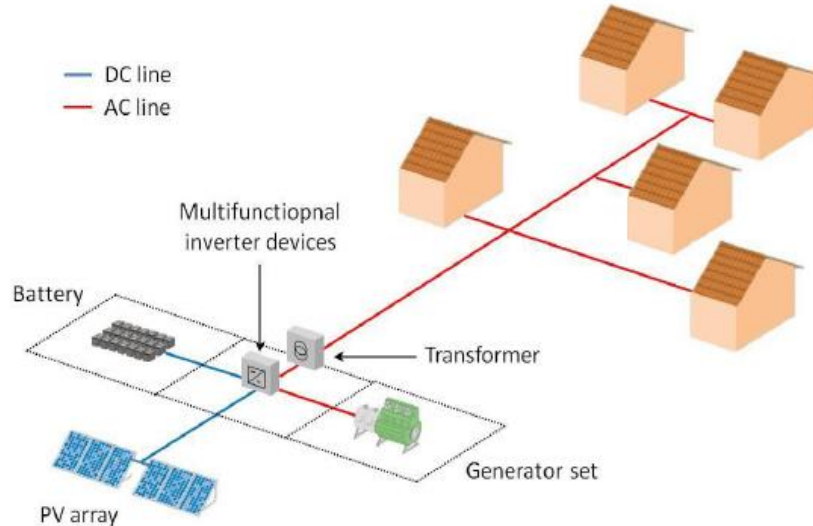 DC line
AC line
Multifunctiopnal
inverter devices
Battery
Transformer
Generator set
PV array